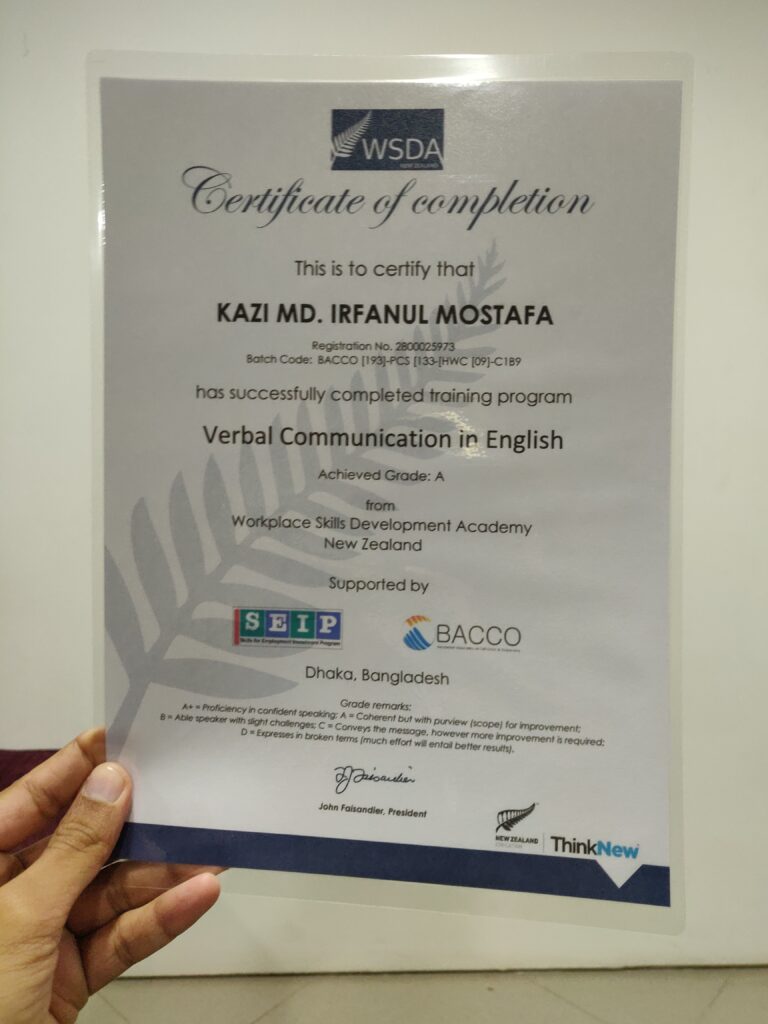 WSDA
NEW ZEALAND
Certificate of completion
This is to certify that
KAZI MD. IRFANUL MOSTAFA
Registration No. 2800025973
Batch Code: BACCO [193]-PCS [133-[HWC [09]-C1B9
has successfully completed training program
Verbal Communication in English
Achieved Grade: A
from
Workplace Skills Development Academy
New Zealand
Supported by
SEIP
Skills for Employment Investment Program
BACCO
Dhaka, Bangladesh
Grade remarks:
A+ = Proficiency in confident speaking; A = Coherent but with purview (scope) for improvement;
B = Able speaker with slight challenges; C = Conveys the message, however more improvement is required;
D = Expresses in broken terms (much effort will entail better results).
John Faisandier, President
NEW ZEALAND
EDUCATION
ThinkNew